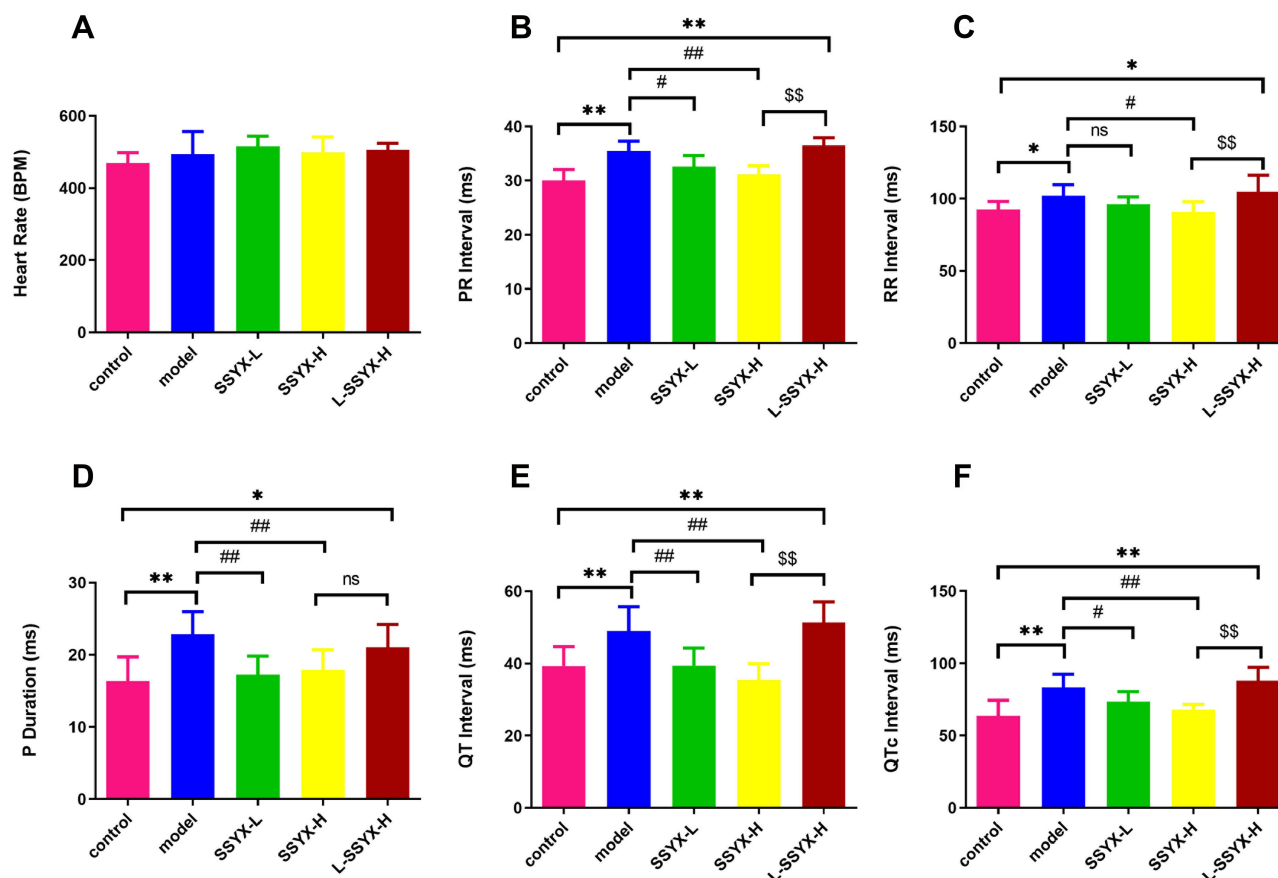 A
Heart Rate (BPM)
600
400
200
0
control
model
SSYX-L
SSYX-H
L-SSYX-H
B
**
##
#
**
$$
PR Interval (ms)
40
30
20
10
0
control
model
SSYX-L
SSYX-H
L-SSYX-H
C
*
#
ns
*
$$
RR Interval (ms)
150
100
50
0
control
model
SSYX-L
SSYX-H
L-SSYX-H
D
*
##
##
**
ns
P Duration (ms)
30
20
10
0
control
model
SSYX-L
SSYX-H
L-SSYX-H
E
**
##
##
**
$$
QT Interval (ms)
60
40
20
0
control
model
SSYX-L
SSYX-H
L-SSYX-H
F
**
##
#
**
$$
QTc Interval (ms)
150
100
50
0
control
model
SSYX-L
SSYX-H
L-SSYX-H